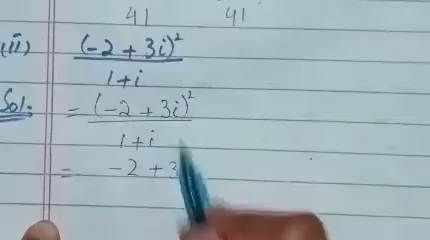 41 41
(ii) (-2 + 3i)²
1 + i
Sol: = (-2 + 3i)²
1 + i
= -2 + 3